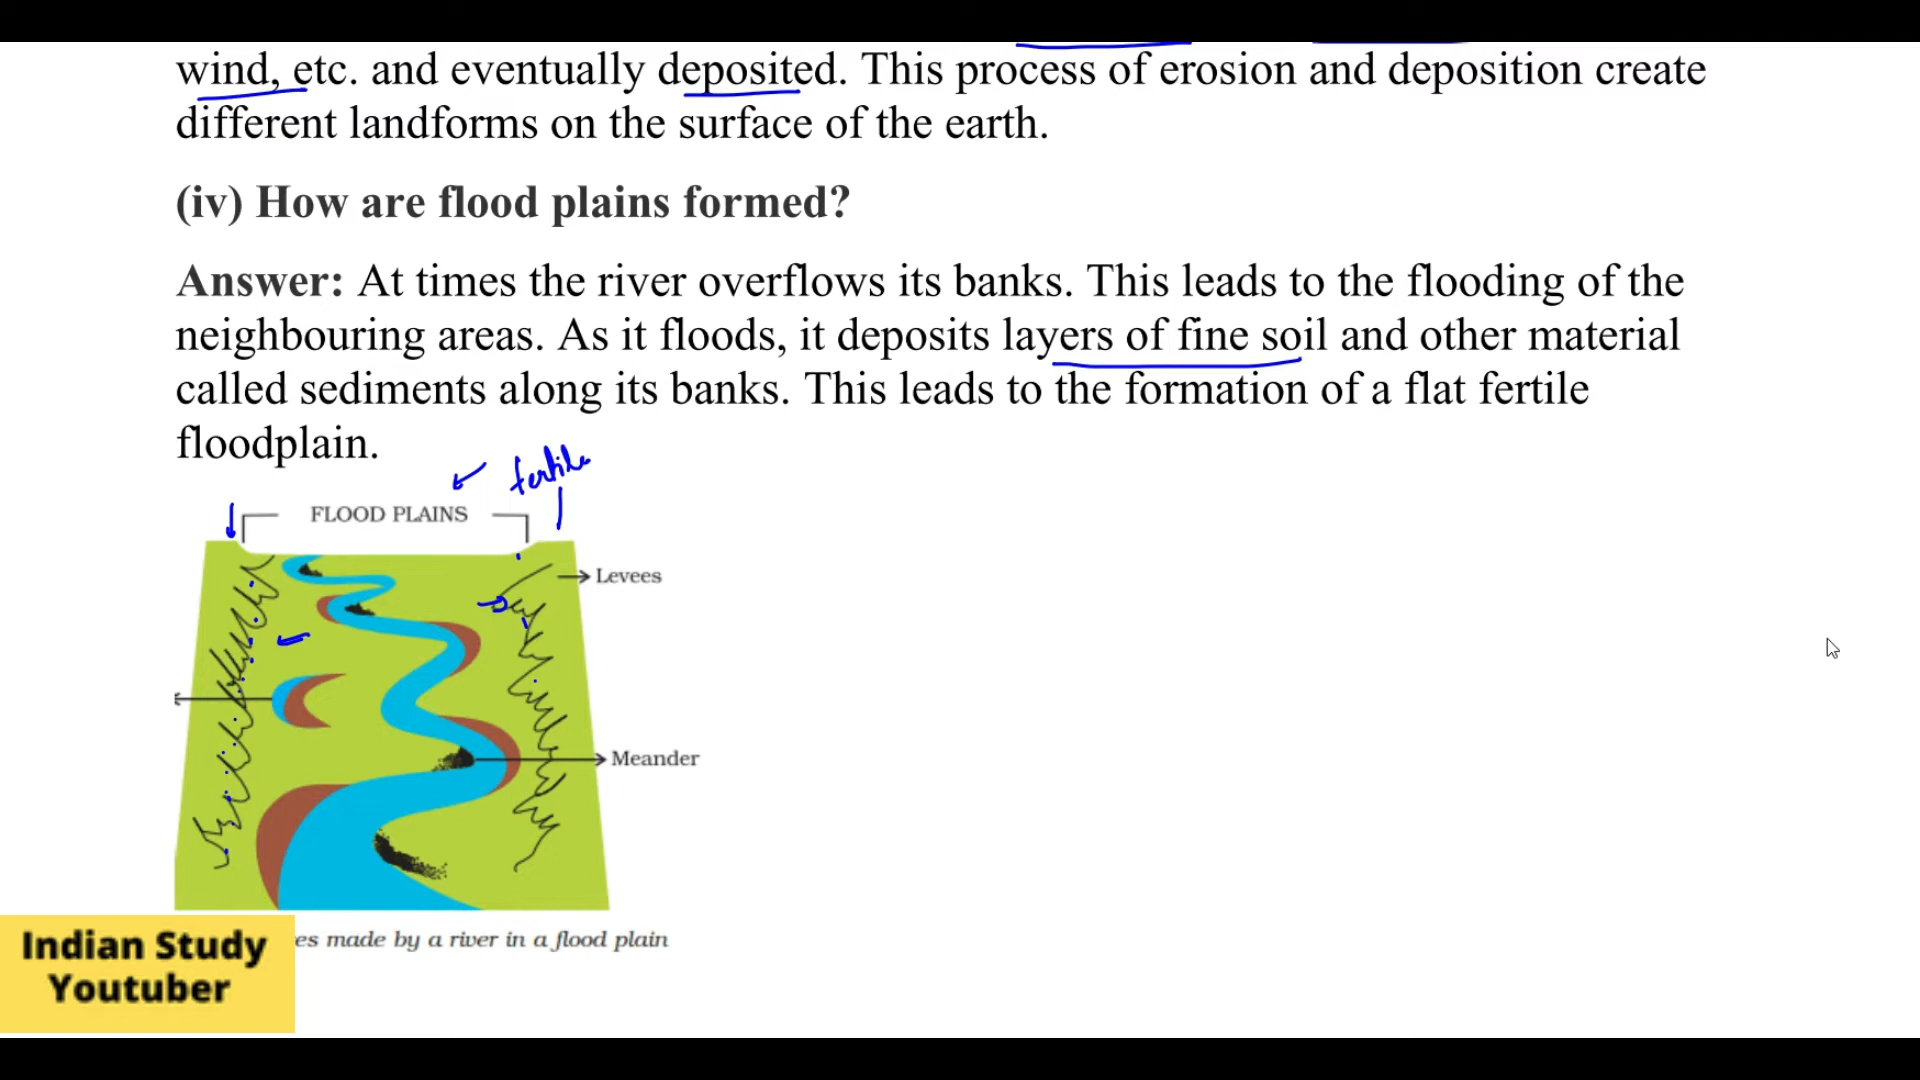 wind, etc. and eventually deposited. This process of erosion and deposition create
different landforms on the surface of the earth.
(iv) How are flood plains formed?
Answer: At times the river overflows its banks. This leads to the flooding of the
neighbouring areas. As it floods, it deposits layers of fine soil and other material
called sediments along its banks. This leads to the formation of a flat fertile
floodplain.
fertile
FLOOD PLAINS
Levees
Meander
es made by a river in a flood plain
Indian Study
Youtuber